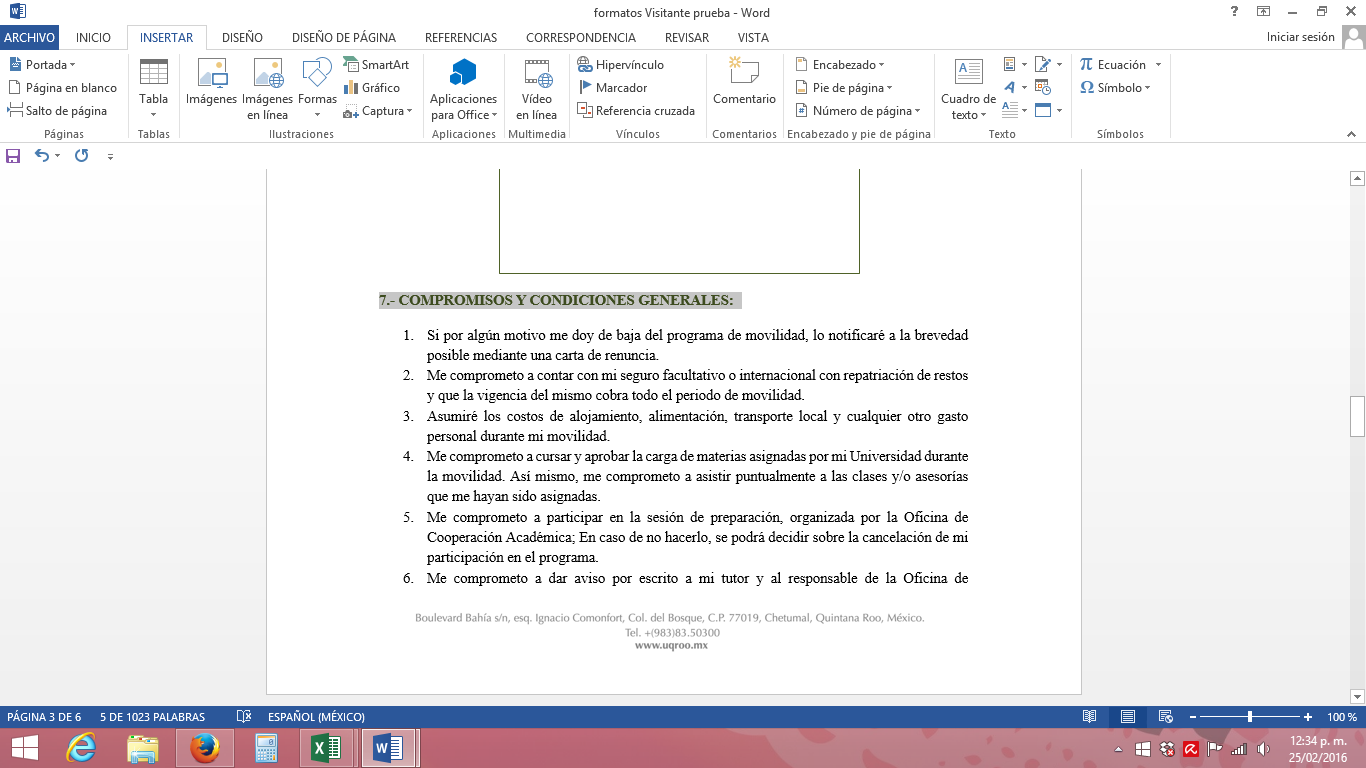 formatos Visitante prueba - Word
ARCHIVO INICIO INSERTAR DISEÑO DISEÑO DE PÁGINA REFERENCIAS CORRESPONDENCIA REVISAR VISTA Iniciar sesión
Portada
Página en blanco
Salto de página
Páginas
Tabla
Tablas
Imágenes
Imágenes en línea
Formas
SmartArt
Gráfico
Captura
Ilustraciones
Aplicaciones para Office
Aplicaciones
Vídeo en línea
Multimedia
Hipervínculo
Marcador
Referencia cruzada
Vínculos
Comentario
Comentarios
Encabezado
Pie de página
Número de página
Encabezado y pie de página
Cuadro de texto
Texto
Ecuación
Símbolo
Símbolos
7.- COMPROMISOS Y CONDICIONES GENERALES:
1. Si por algún motivo me doy de baja del programa de movilidad, lo notificaré a la brevedad
posible mediante una carta de renuncia.
2. Me comprometo a contar con mi seguro facultativo o internacional con repatriación de restos
y que la vigencia del mismo cobra todo el periodo de movilidad.
3. Asumiré los costos de alojamiento, alimentación, transporte local y cualquier otro gasto
personal durante mi movilidad.
4. Me comprometo a cursar y aprobar la carga de materias asignadas por mi Universidad durante
la movilidad. Así mismo, me comprometo a asistir puntualmente a las clases y/o asesorías
que me hayan sido asignadas.
5. Me comprometo a participar en la sesión de preparación, organizada por la Oficina de
Cooperación Académica; En caso de no hacerlo, se podrá decidir sobre la cancelación de mi
participación en el programa.
6. Me comprometo a dar aviso por escrito a mi tutor y al responsable de la Oficina de
Boulevard Bahía s/n, esq. Ignacio Comonfort, Col. del Bosque, C.P. 77019, Chetumal, Quintana Roo, México.
Tel. +(983)83.50300
www.uqroo.mx
PÁGINA 3 DE 6 5 DE 1023 PALABRAS ESPAÑOL (MÉXICO) 100 %
12:34 p. m.
25/02/2016